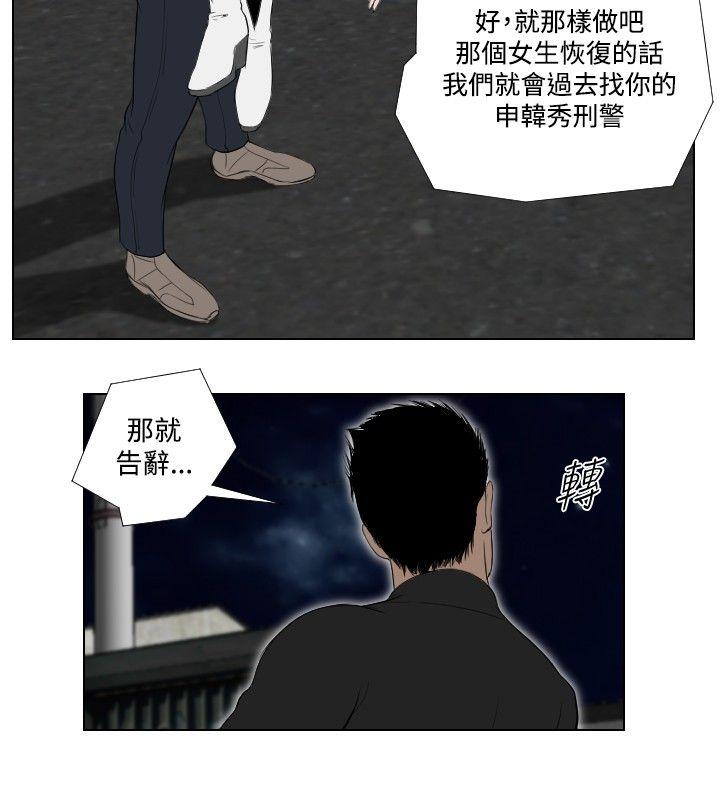 好，就那樣做吧
那個女生恢復的話
我們就會過去找你的
申韓秀刑警
那就
告辭...
轉